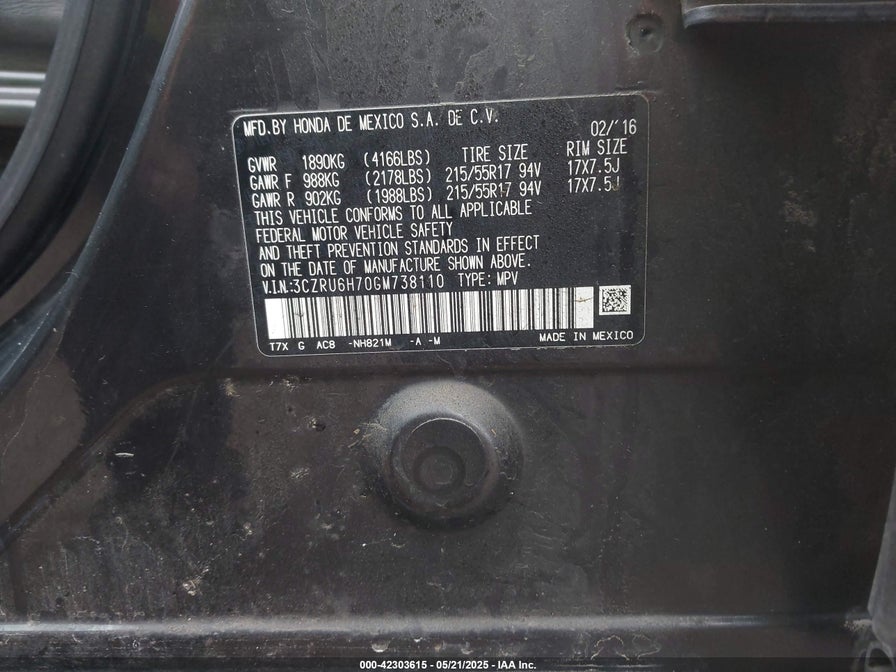 MFD. BY HONDA DE MEXICO S.A. DE C.V. 02/'16
GVWR 1890KG (4166LBS) TIRE SIZE RIM SIZE
GAWR F 988KG (2178LBS) 215/55R17 94V 17X7.5J
GAWR R 902KG (1988LBS) 215/55R17 94V 17X7.5J
THIS VEHICLE CONFORMS TO ALL APPLICABLE
FEDERAL MOTOR VEHICLE SAFETY
AND THEFT PREVENTION STANDARDS IN EFFECT
ON THE DATE OF MANUFACTURE SHOWN ABOVE.
V.I.N.:3CZRU6H70GM738110 TYPE: MPV
T7X G AC8 -NH821M -A -M MADE IN MEXICO
000-42303615 - 05/21/2025 - IAA Inc.